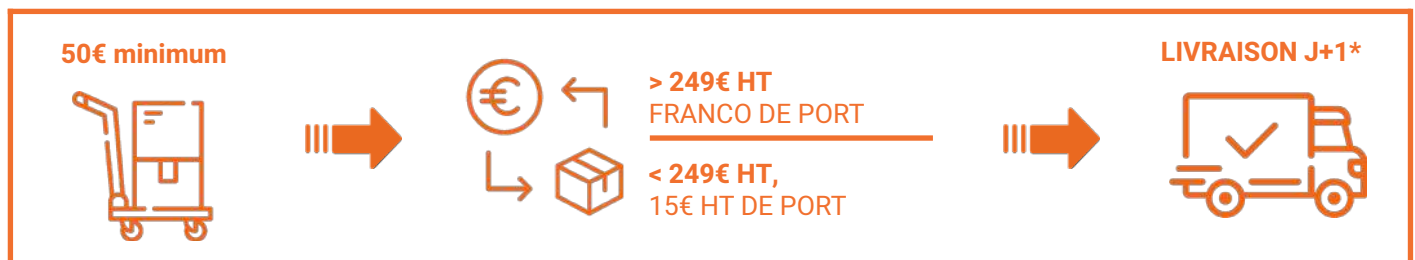 50€ minimum
> 249€ HT
FRANCO DE PORT
< 249€ HT,
15€ HT DE PORT
LIVRAISON J+1*